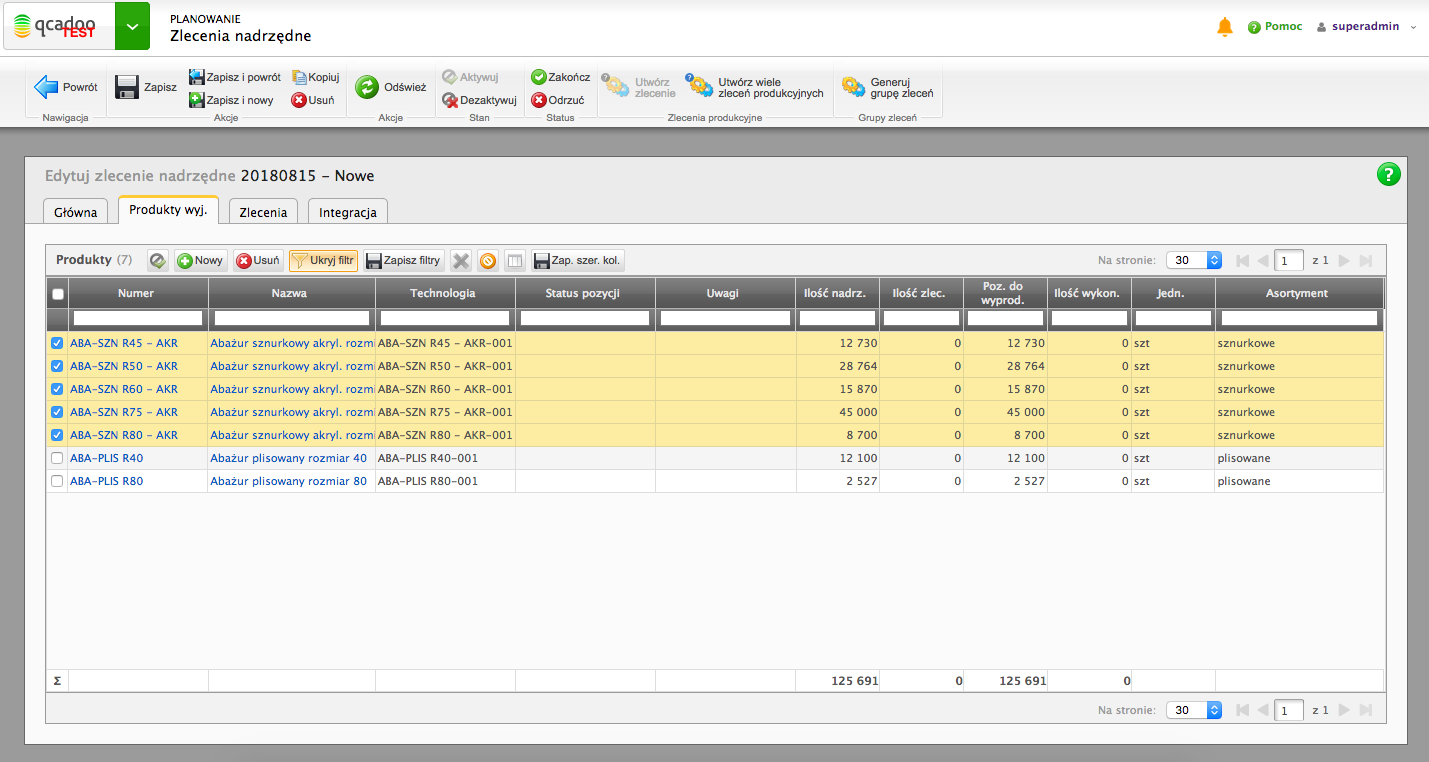 qcadoo
TEST
PLANOWANIE
Zlecenia nadrzędne
Pomoc
superadmin
Powrót
Nawigacja
Zapisz
Zapisz i powrót
Kopiuj
Zapisz i nowy
Usuń
Akcje
Odśwież
Akcje
Aktywuj
Dezaktywuj
Stan
Zakończ
Odrzuć
Status
Utwórz
zlecenie
Utwórz wiele
zleceń produkcyjnych
Zlecenia produkcyjne
Generuj
grupę zleceń
Grupy zleceń
Edytuj zlecenie nadrzędne 20180815 – Nowe
?
Główna Produkty wyj. Zlecenia Integracja
Produkty (7) Nowy Usuń Ukryj filtr Zapisz filtry Zap. szer. kol. Na stronie: 30 1 z 1
Numer Nazwa Technologia Status pozycji Uwagi Ilość nadrz. Ilość zlec. Poz. do wyprod. Ilość wykon. Jedn. Asortyment
ABA-SZN R45 – AKR Abażur sznurkowy akryl. rozmi ABA-SZN R45 – AKR-001 12 730 0 12 730 0 szt sznurkowe
ABA-SZN R50 – AKR Abażur sznurkowy akryl. rozmi ABA-SZN R50 – AKR-001 28 764 0 28 764 0 szt sznurkowe
ABA-SZN R60 – AKR Abażur sznurkowy akryl. rozmi ABA-SZN R60 – AKR-001 15 870 0 15 870 0 szt sznurkowe
ABA-SZN R75 – AKR Abażur sznurkowy akryl. rozmi ABA-SZN R75 – AKR-001 45 000 0 45 000 0 szt sznurkowe
ABA-SZN R80 – AKR Abażur sznurkowy akryl. rozmi ABA-SZN R80 – AKR-001 8 700 0 8 700 0 szt sznurkowe
ABA-PLIS R40 Abażur plisowany rozmiar 40 ABA-PLIS R40-001 12 100 0 12 100 0 szt plisowane
ABA-PLIS R80 Abażur plisowany rozmiar 80 ABA-PLIS R80-001 2 527 0 2 527 0 szt plisowane
Σ 125 691 0 125 691 0
Na stronie: 30 1 z 1